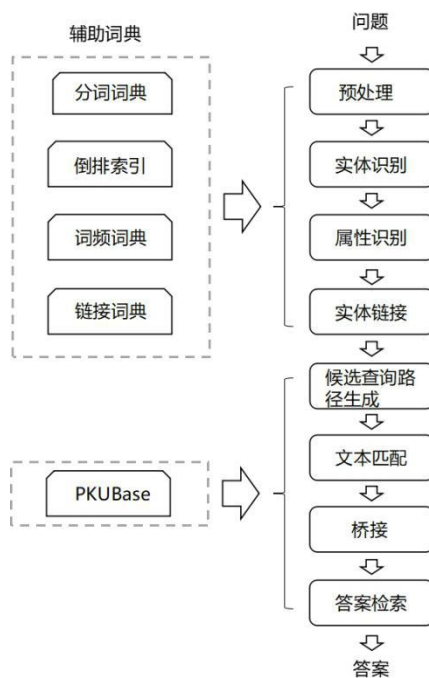 辅助词典
分词词典
倒排索引
词频词典
链接词典
PKUBase
问题
预处理
实体识别
属性识别
实体链接
候选查询路
径生成
文本匹配
桥接
答案检索
答案